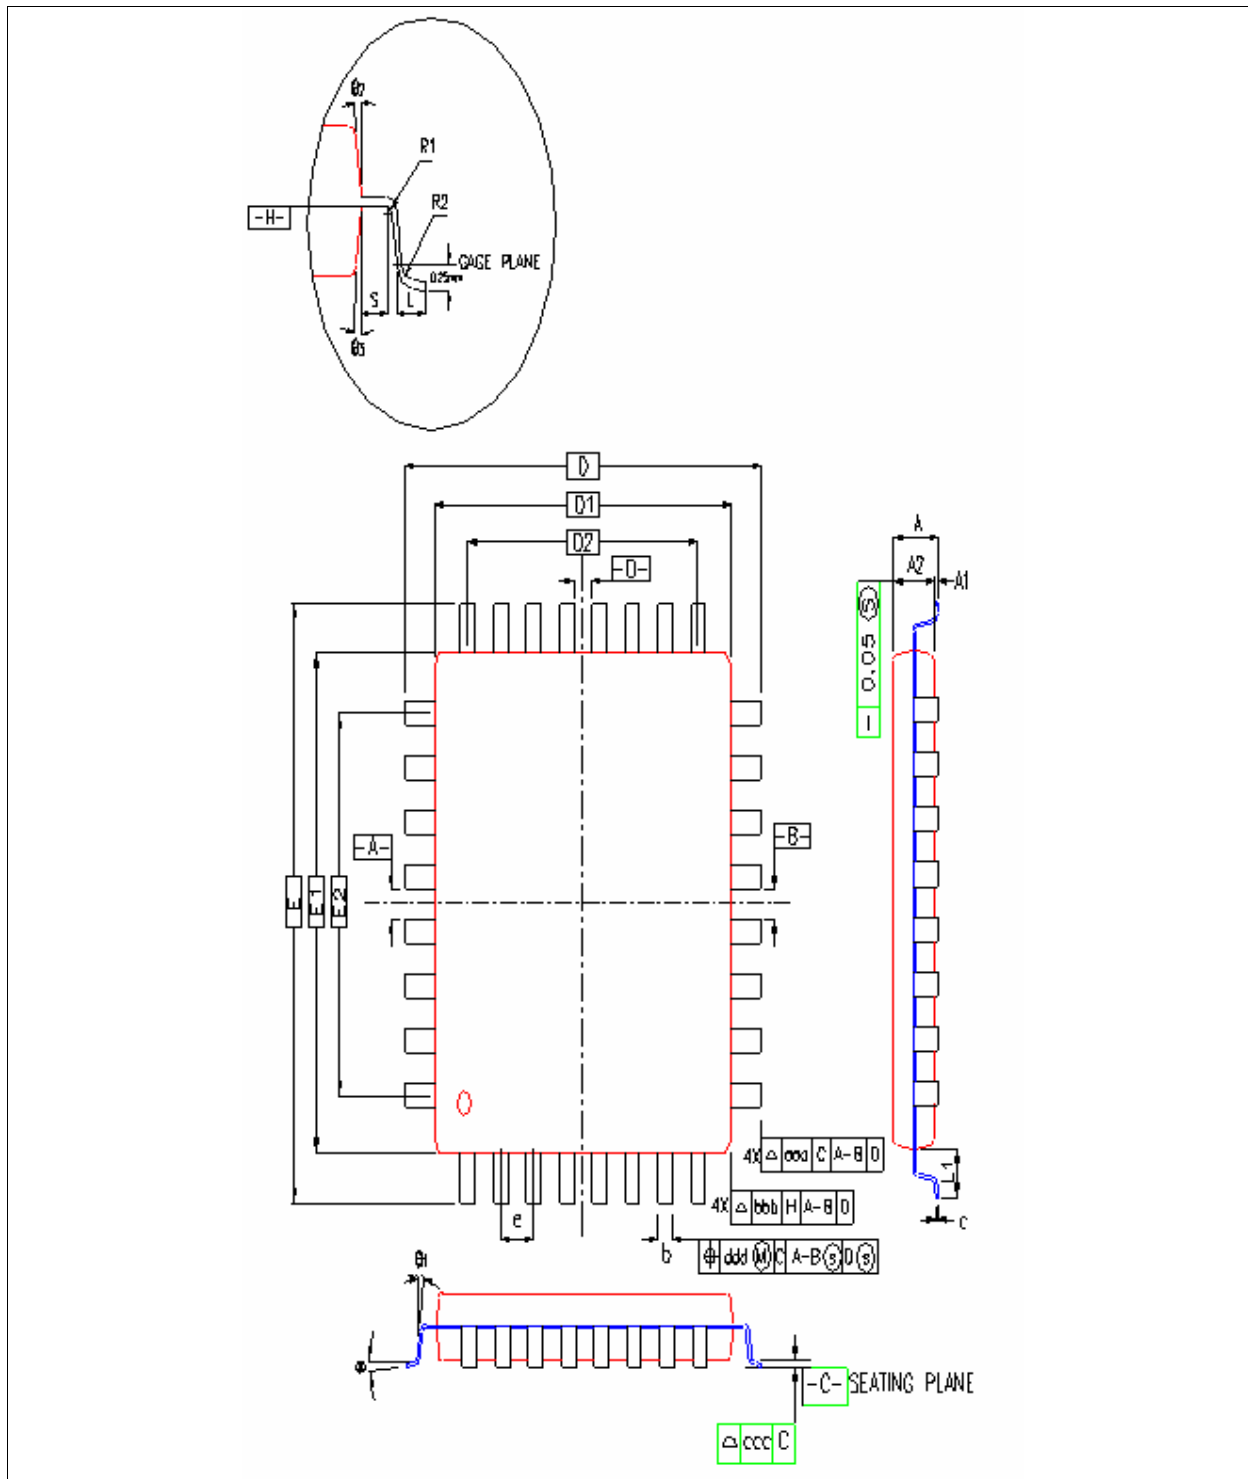 θ2
R1
R2
-H-
GAGE PLANE
0.25mm
S
L
θ3
D
D1
D2
-D-
A
A2
A1
0.05 Ⓢ
-A-
-B-
E
E1
E2
4X aaa C A-B D
4X bbb H A-B D
L1
c
e
b
ddd Ⓜ C A-B Ⓢ D Ⓢ
θ1
-C- SEATING PLANE
ccc C